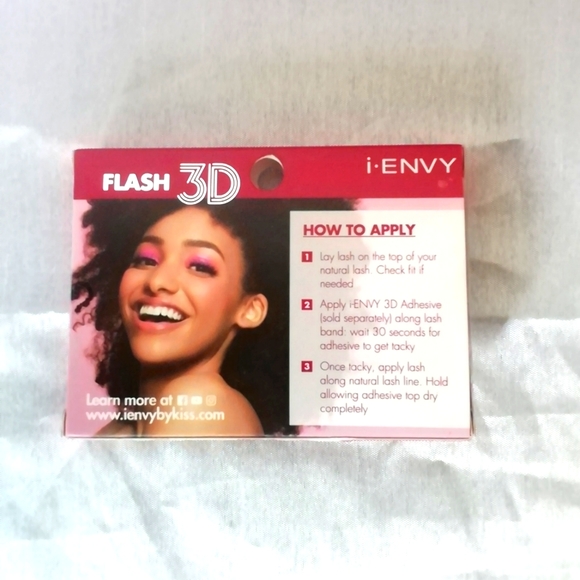 FLASH 3D
i·ENVY
HOW TO APPLY
1 Lay lash on the top of your
natural lash. Check fit if
needed
2 Apply i-ENVY 3D Adhesive
(sold separately) along lash
band: wait 30 seconds for
adhesive to get tacky
3 Once tacky, apply lash
along natural lash line. Hold
allowing adhesive top dry
completely
Learn more at
www.ienvybykiss.com